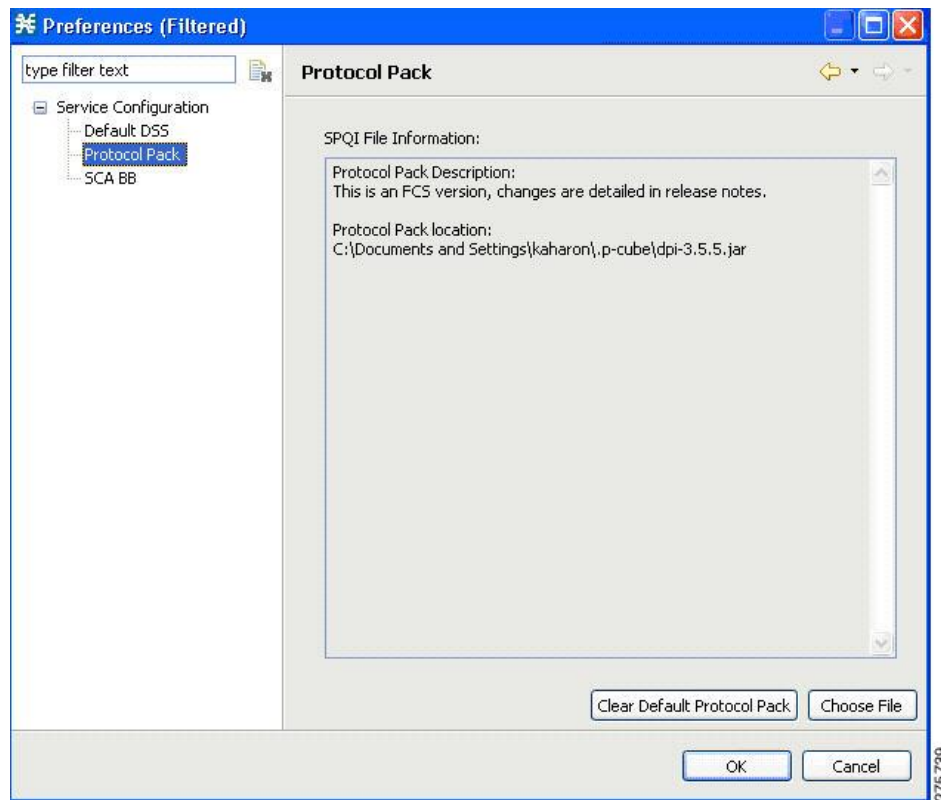 Preferences (Filtered)
type filter text
Service Configuration
Default DSS
Protocol Pack
SCA BB
Protocol Pack
SPQI File Information:
Protocol Pack Description:
This is an FCS version, changes are detailed in release notes.
Protocol Pack location:
C:\Documents and Settings\kaharon\.p-cube\dpi-3.5.5.jar
Clear Default Protocol Pack
Choose File
OK
Cancel